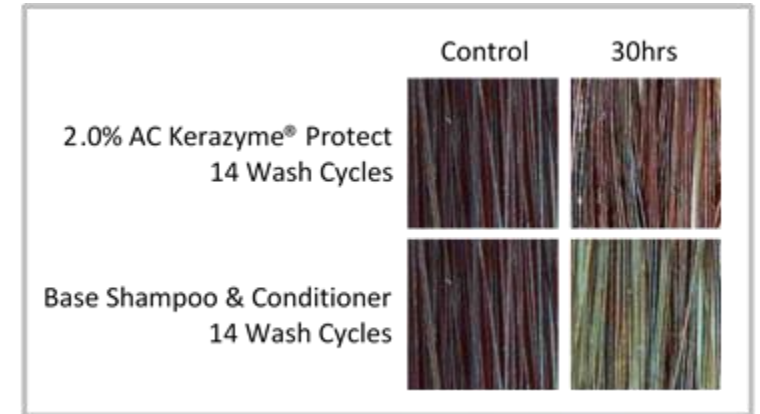 Control 30hrs
2.0% AC Kerazyme® Protect
14 Wash Cycles
Base Shampoo & Conditioner
14 Wash Cycles